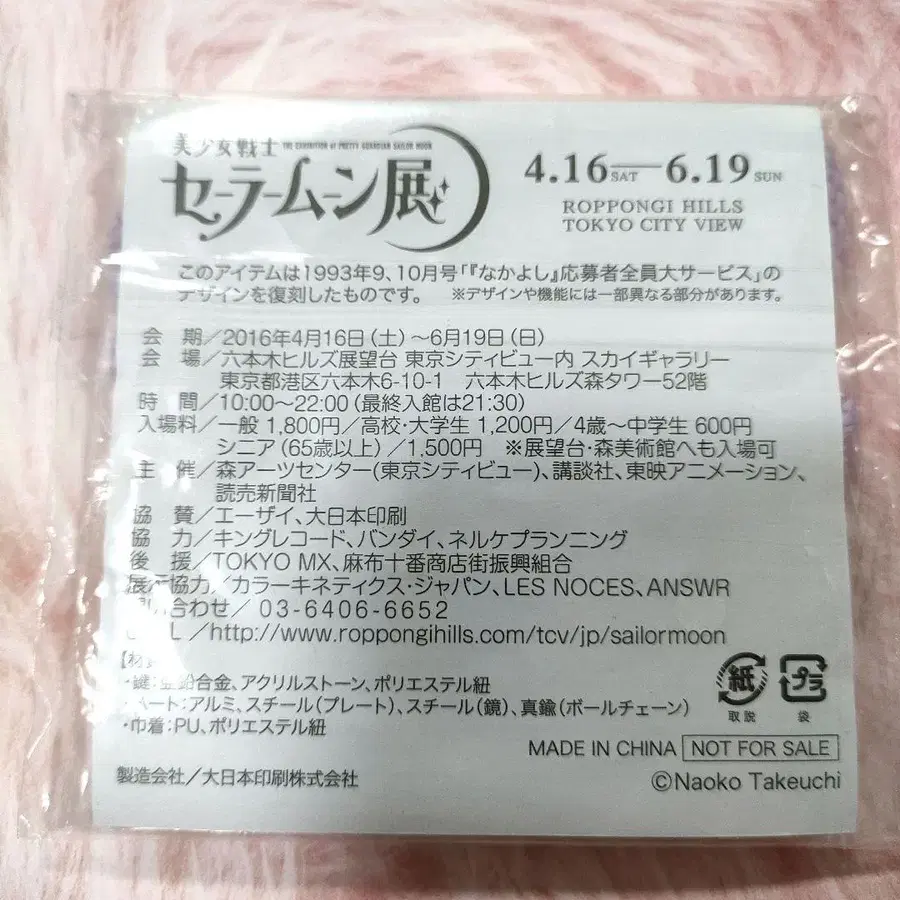 美少女戦士 THE EXHIBITION of PRETTY GUARDIAN SAILOR MOON
セーラームーン展
4.16SAT—6.19SUN
ROPPONGI HILLS
TOKYO CITY VIEW
このアイテムは1993年9、10月号「『なかよし』応募者全員大サービス」の
デザインを復刻したものです。 ※デザインや機能には一部異なる部分があります。
会 期／2016年4月16日（土）～6月19日（日）
会 場／六本木ヒルズ展望台 東京シティビュー内 スカイギャラリー
東京都港区六本木6-10-1 六本木ヒルズ森タワー52階
時 間／10:00～22:00（最終入館は21:30）
入場料／一般 1,800円／高校・大学生 1,200円／4歳～中学生 600円
シニア（65歳以上）／1,500円 ※展望台・森美術館へも入場可
主 催／森アーツセンター（東京シティビュー）、講談社、東映アニメーション、
読売新聞社
協 賛／エーザイ、大日本印刷
協 力／キングレコード、バンダイ、ネルケプランニング
後 援／TOKYO MX、麻布十番商店街振興組合
展示協力／カラーキネティクス・ジャパン、LES NOCES、ANSWR
い合わせ／03-6406-6652
L／http://www.roppongihills.com/tcv/jp/sailormoon
【材
・鍵：亜鉛合金、アクリルストーン、ポリエステル紐
ハート：アルミ、スチール（プレート）、スチール（鏡）、真鍮（ボールチェーン）
・巾着：PU、ポリエステル紐
紙 プラ
取説 袋
MADE IN CHINA NOT FOR SALE
製造会社／大日本印刷株式会社
©Naoko Takeuchi